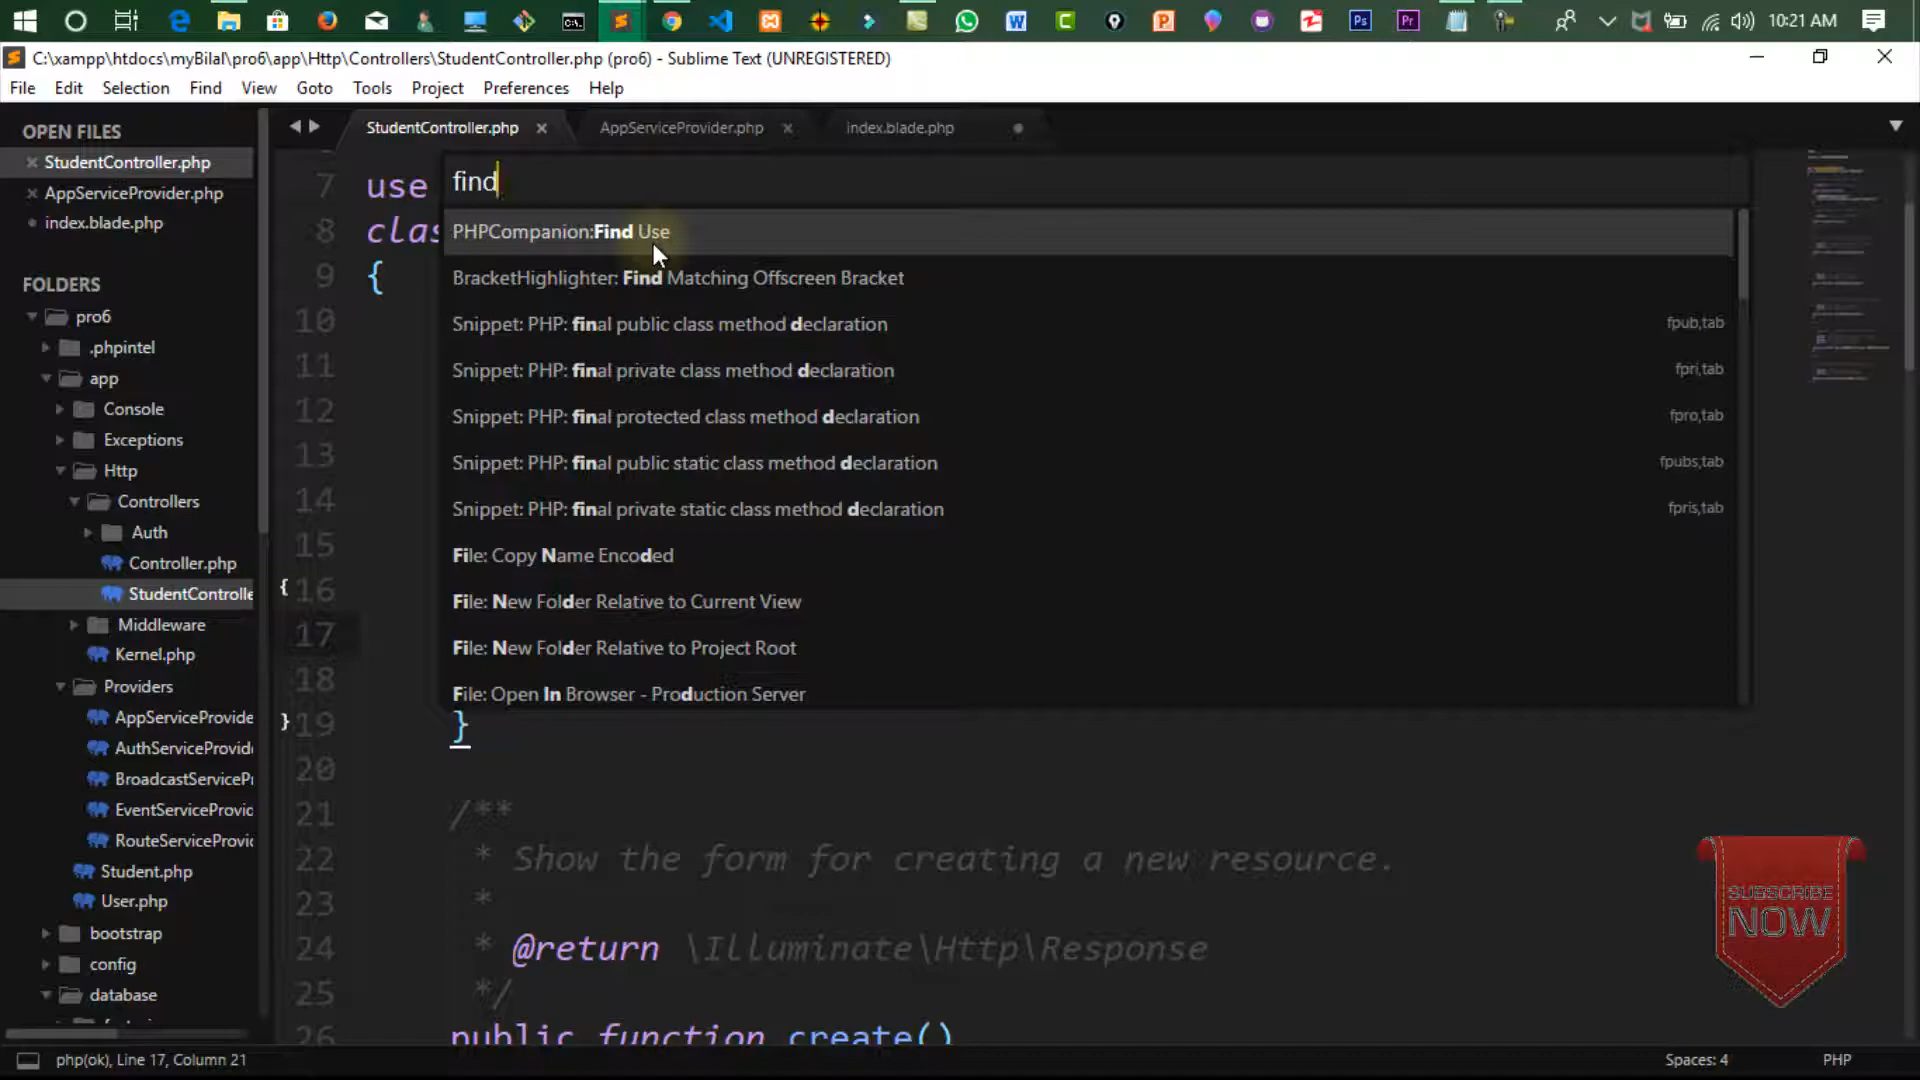 10:21 AM
C:\xampp\htdocs\myBilal\pro6\app\Http\Controllers\StudentController.php (pro6) - Sublime Text (UNREGISTERED)
File Edit Selection Find View Goto Tools Project Preferences Help
OPEN FILES
StudentController.php
AppServiceProvider.php
index.blade.php
FOLDERS
pro6
.phpintel
app
Console
Exceptions
Http
Controllers
Auth
Controller.php
StudentControlle
Middleware
Kernel.php
Providers
AppServiceProvide
AuthServiceProvid
BroadcastServiceP
EventServiceProvid
RouteServiceProvid
Student.php
User.php
bootstrap
config
database
StudentController.php AppServiceProvider.php index.blade.php
find
PHPCompanion:Find Use
BracketHighlighter: Find Matching Offscreen Bracket
Snippet: PHP: final public class method declaration fpub,tab
Snippet: PHP: final private class method declaration fpri,tab
Snippet: PHP: final protected class method declaration fpro,tab
Snippet: PHP: final public static class method declaration fpubs,tab
Snippet: PHP: final private static class method declaration fpris,tab
File: Copy Name Encoded
File: New Folder Relative to Current View
File: New Folder Relative to Project Root
File: Open In Browser - Production Server
7 use
8 clas
9 {
10
11
12
13
14
15
{ 16
17
18
} 19 }
20
21 /**
22 * Show the form for creating a new resource.
23 *
24 * @return \Illuminate\Http\Response
25 */
26 public function create()
SUBSCRIBE
NOW
php(ok), Line 17, Column 21 Spaces: 4 PHP